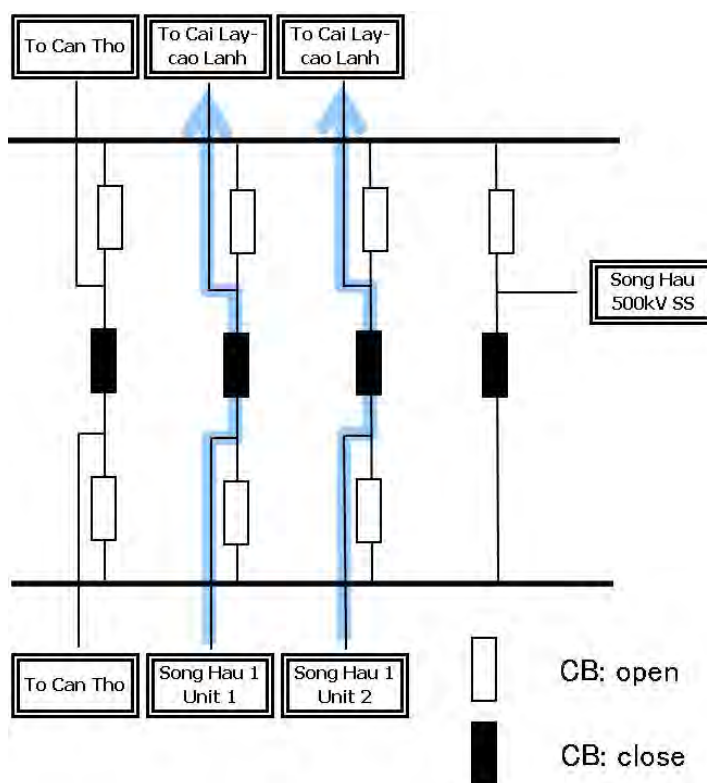 To Can Tho
To Cai Lay-
cao Lanh
To Cai Lay-
cao Lanh
Song Hau
500kV SS
To Can Tho
Song Hau 1
Unit 1
Song Hau 1
Unit 2
CB: open
CB: close